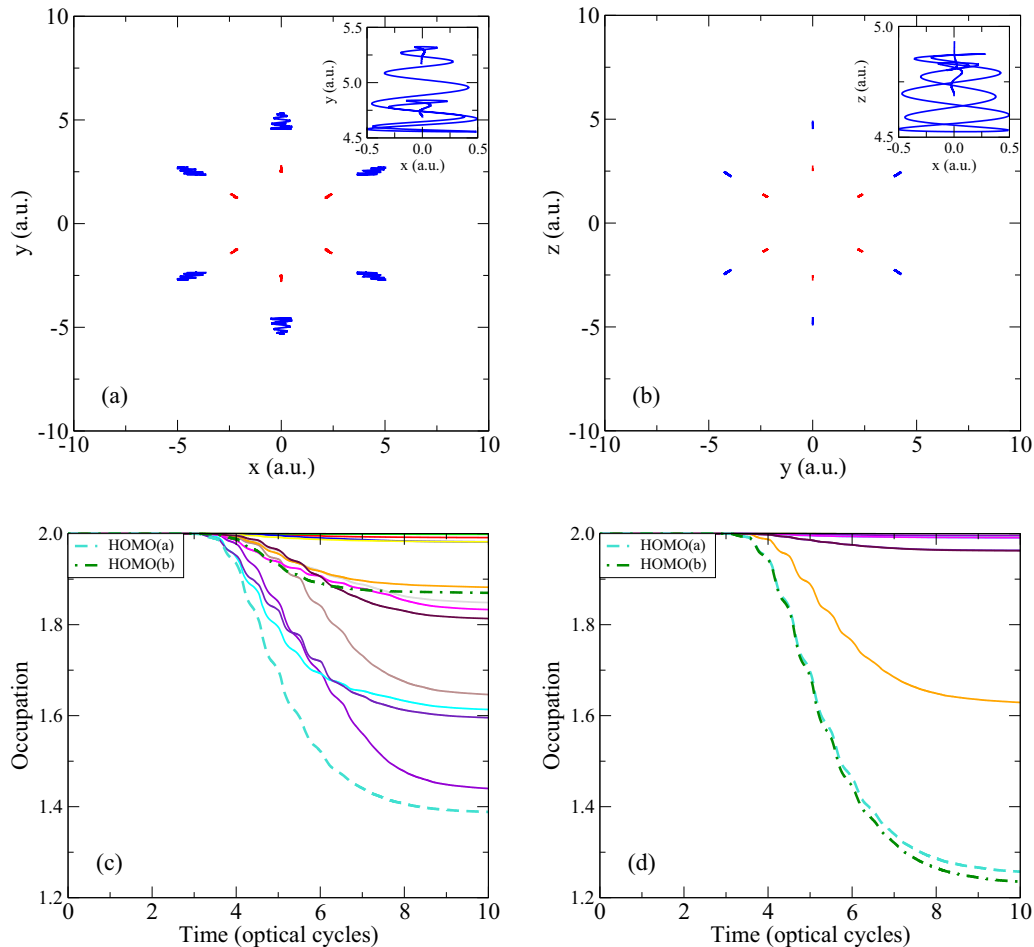 10
5
0
-5
-10
y (a.u.)
-10
-5
0
5
10
x (a.u.)
(a)
5.5
5.0
4.5
y (a.u.)
-0.5
0.0
0.5
x (a.u.)
10
5
0
-5
-10
z (a.u.)
-10
-5
0
5
10
y (a.u.)
(b)
5.0
4.5
z (a.u.)
-0.5
0.0
0.5
x (a.u.)
2.0
1.8
1.6
1.4
1.2
Occupation
HOMO(a)
HOMO(b)
(c)
0
2
4
6
8
10
Time (optical cycles)
2.0
1.8
1.6
1.4
1.2
Occupation
HOMO(a)
HOMO(b)
(d)
0
2
4
6
8
10
Time (optical cycles)